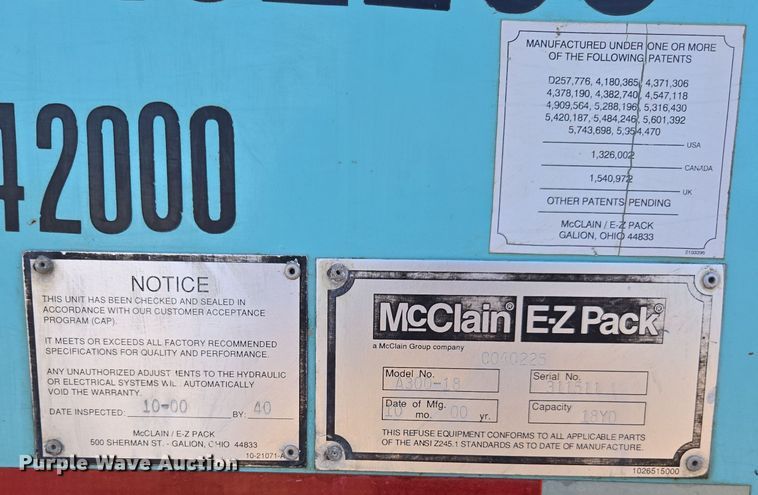 42000
MANUFACTURED UNDER ONE OR MORE
OF THE FOLLOWING PATENTS
D257,776, 4,180,365, 4,371,306
4,378,190, 4,382,740, 4,547,118
4,909,564, 5,288,196, 5,316,430
5,420,187, 5,484,246, 5,601,392
5,743,698, 5,954,470
USA
1,326,002
CANADA
1,540,972
UK
OTHER PATENTS PENDING
McCLAIN / E-Z PACK
GALION, OHIO 44833
2103396
NOTICE
THIS UNIT HAS BEEN CHECKED AND SEALED IN
ACCORDANCE WITH OUR CUSTOMER ACCEPTANCE
PROGRAM (CAP).
IT MEETS OR EXCEEDS ALL FACTORY RECOMMENDED
SPECIFICATIONS FOR QUALITY AND PERFORMANCE.
ANY UNAUTHORIZED ADJUSTMENTS TO THE HYDRAULIC
OR ELECTRICAL SYSTEMS WILL AUTOMATICALLY
VOID THE WARRANTY.
DATE INSPECTED: 10-00 BY: 40
McCLAIN / E-Z PACK
500 SHERMAN ST. - GALION, OHIO 44833
10-21071-A
McClain® E-Z Pack®
a McClain Group company
CO40225
Model No. A300-18 Serial No.
Date of Mfg. 10 mo. 00 yr. Capacity 18YD
THIS REFUSE EQUIPMENT CONFORMS TO ALL APPLICABLE PARTS
OF THE ANSI Z245.1 STANDARDS AS TO DATE OF MANUFACTURE.
1026515000
Purple Wave Auction